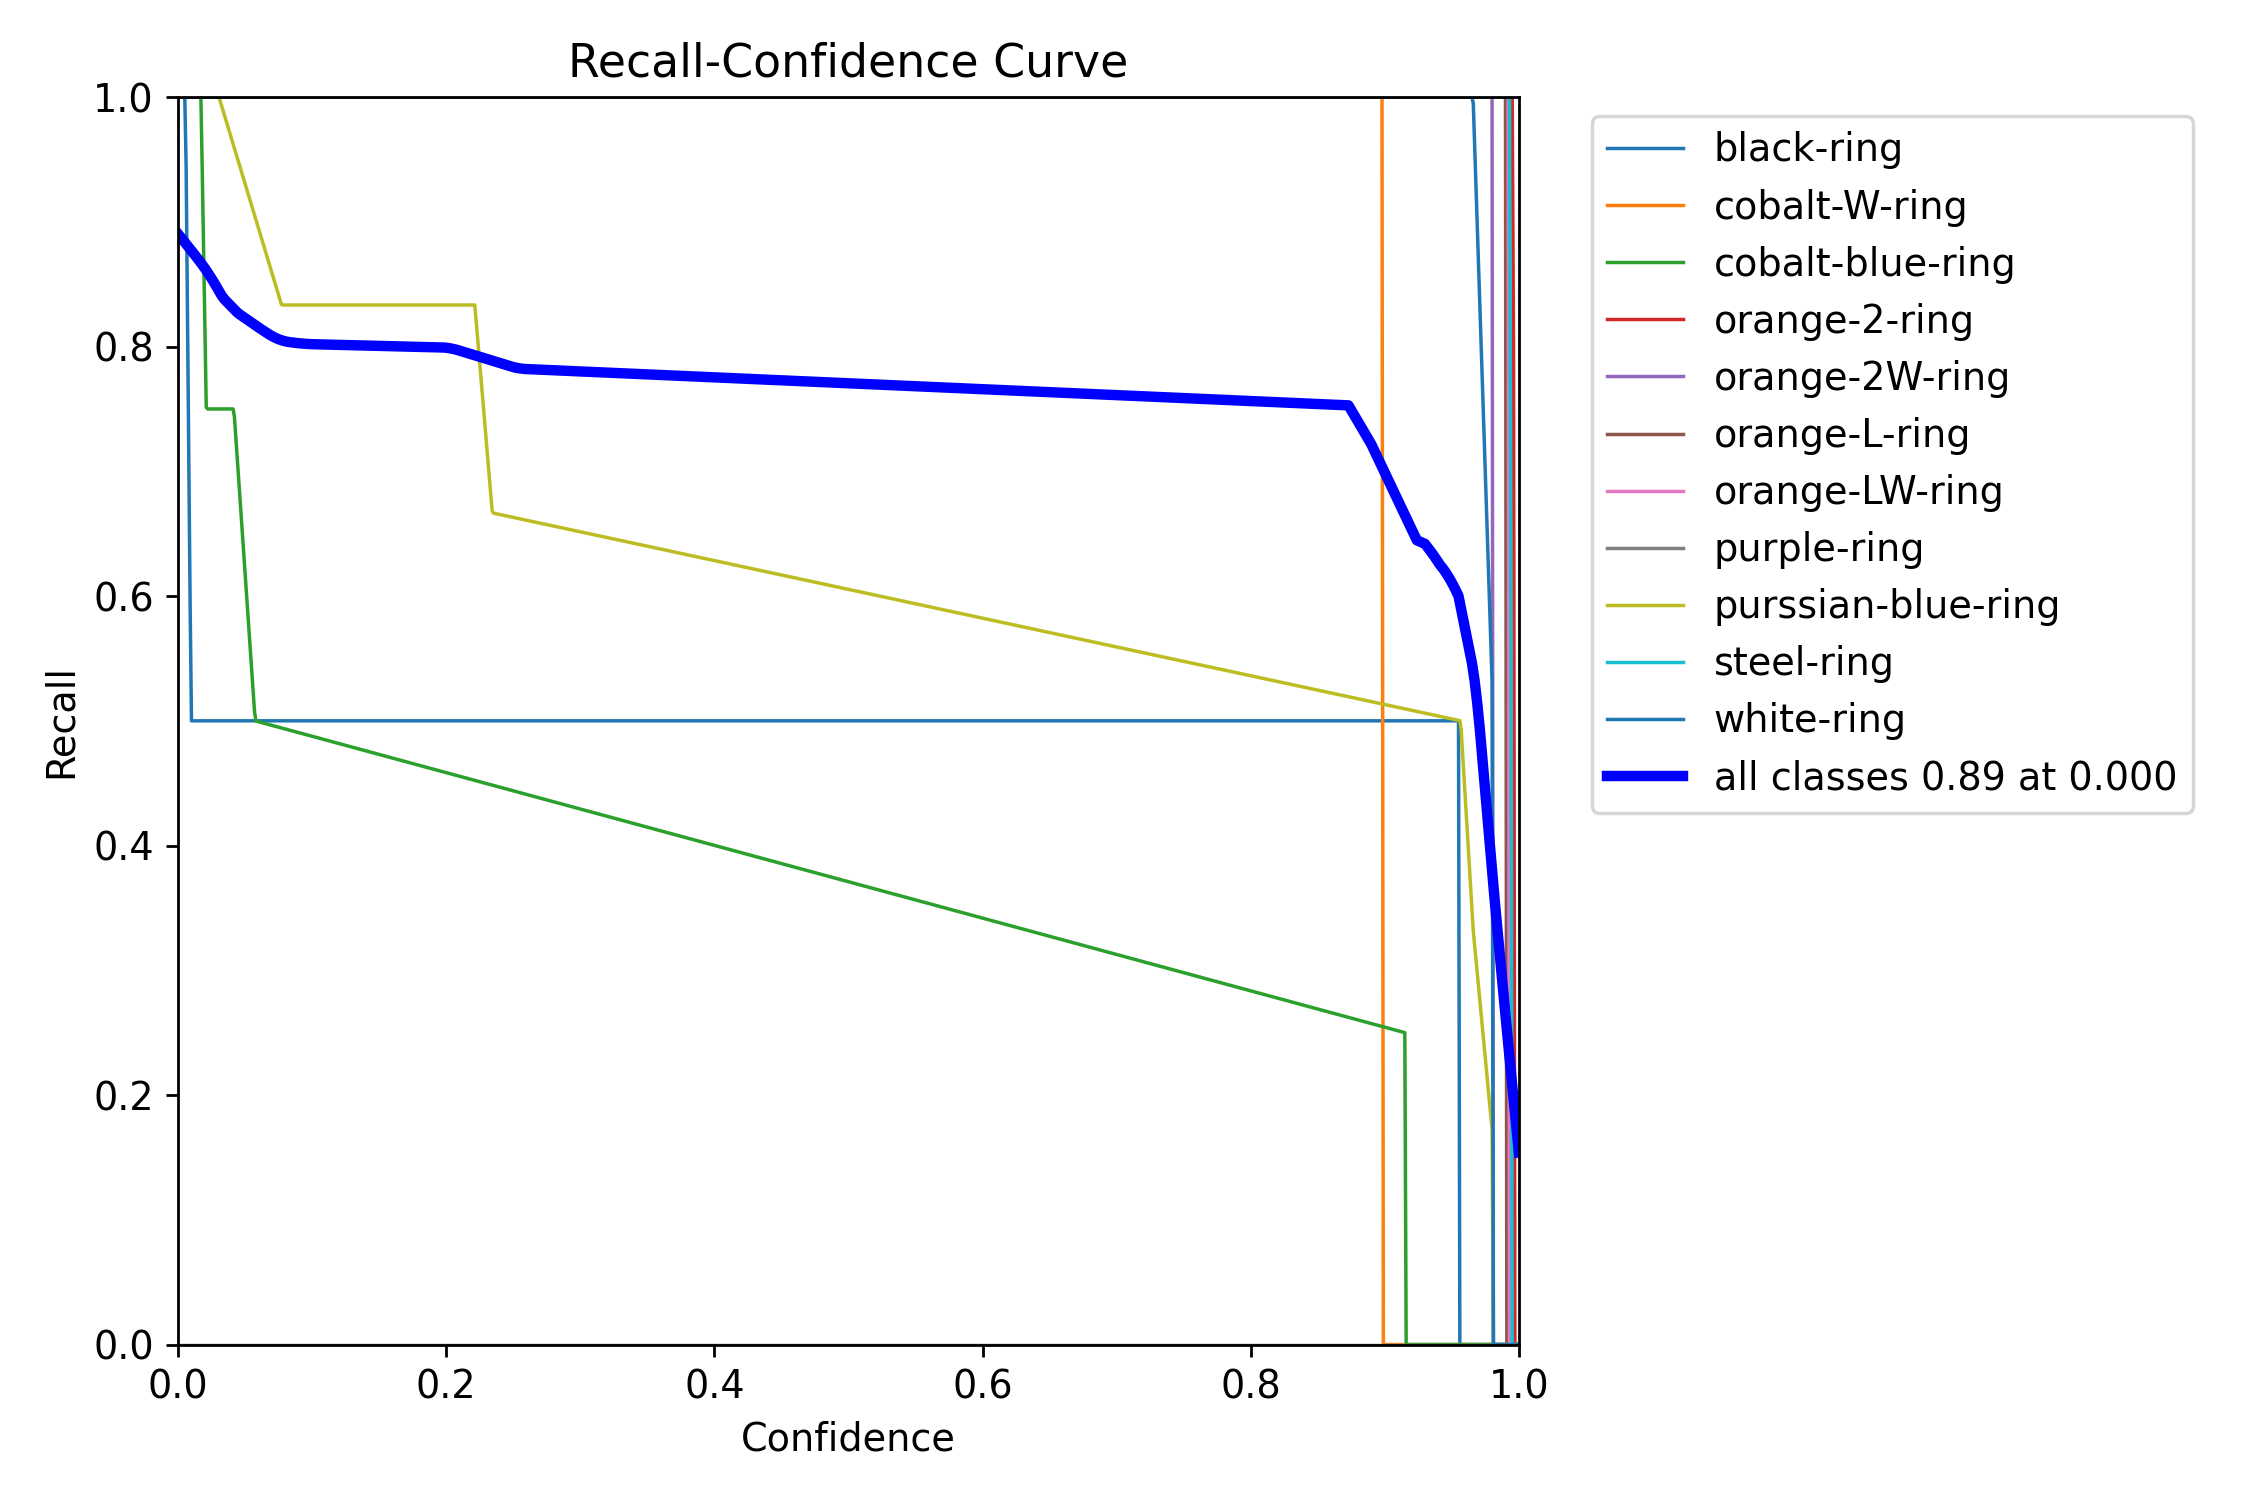 Recall-Confidence Curve
1.0
0.8
0.6
0.4
0.2
0.0
Recall
0.0 0.2 0.4 0.6 0.8 1.0
Confidence
black-ring
cobalt-W-ring
cobalt-blue-ring
orange-2-ring
orange-2W-ring
orange-L-ring
orange-LW-ring
purple-ring
purssian-blue-ring
steel-ring
white-ring
all classes 0.89 at 0.000